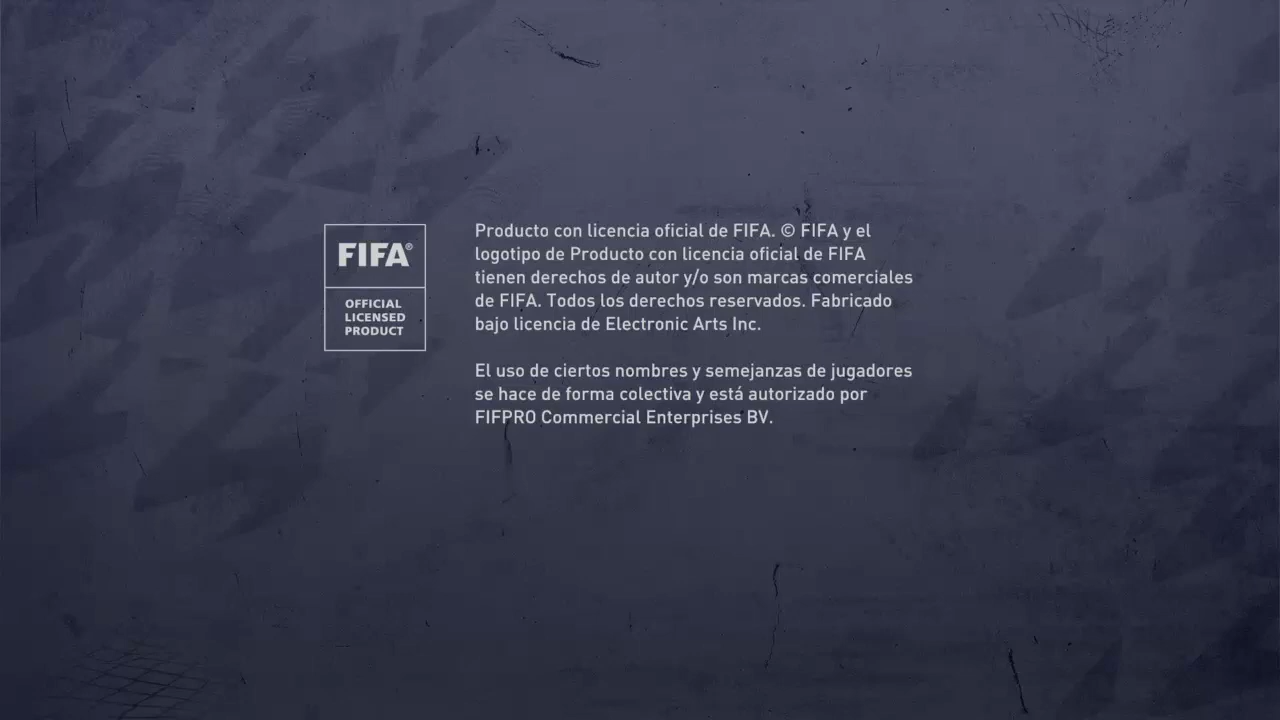 FIFA®
OFFICIAL
LICENSED
PRODUCT
Producto con licencia oficial de FIFA. © FIFA y el
logotipo de Producto con licencia oficial de FIFA
tienen derechos de autor y/o son marcas comerciales
de FIFA. Todos los derechos reservados. Fabricado
bajo licencia de Electronic Arts Inc.
El uso de ciertos nombres y semejanzas de jugadores
se hace de forma colectiva y está autorizado por
FIFPRO Commercial Enterprises BV.